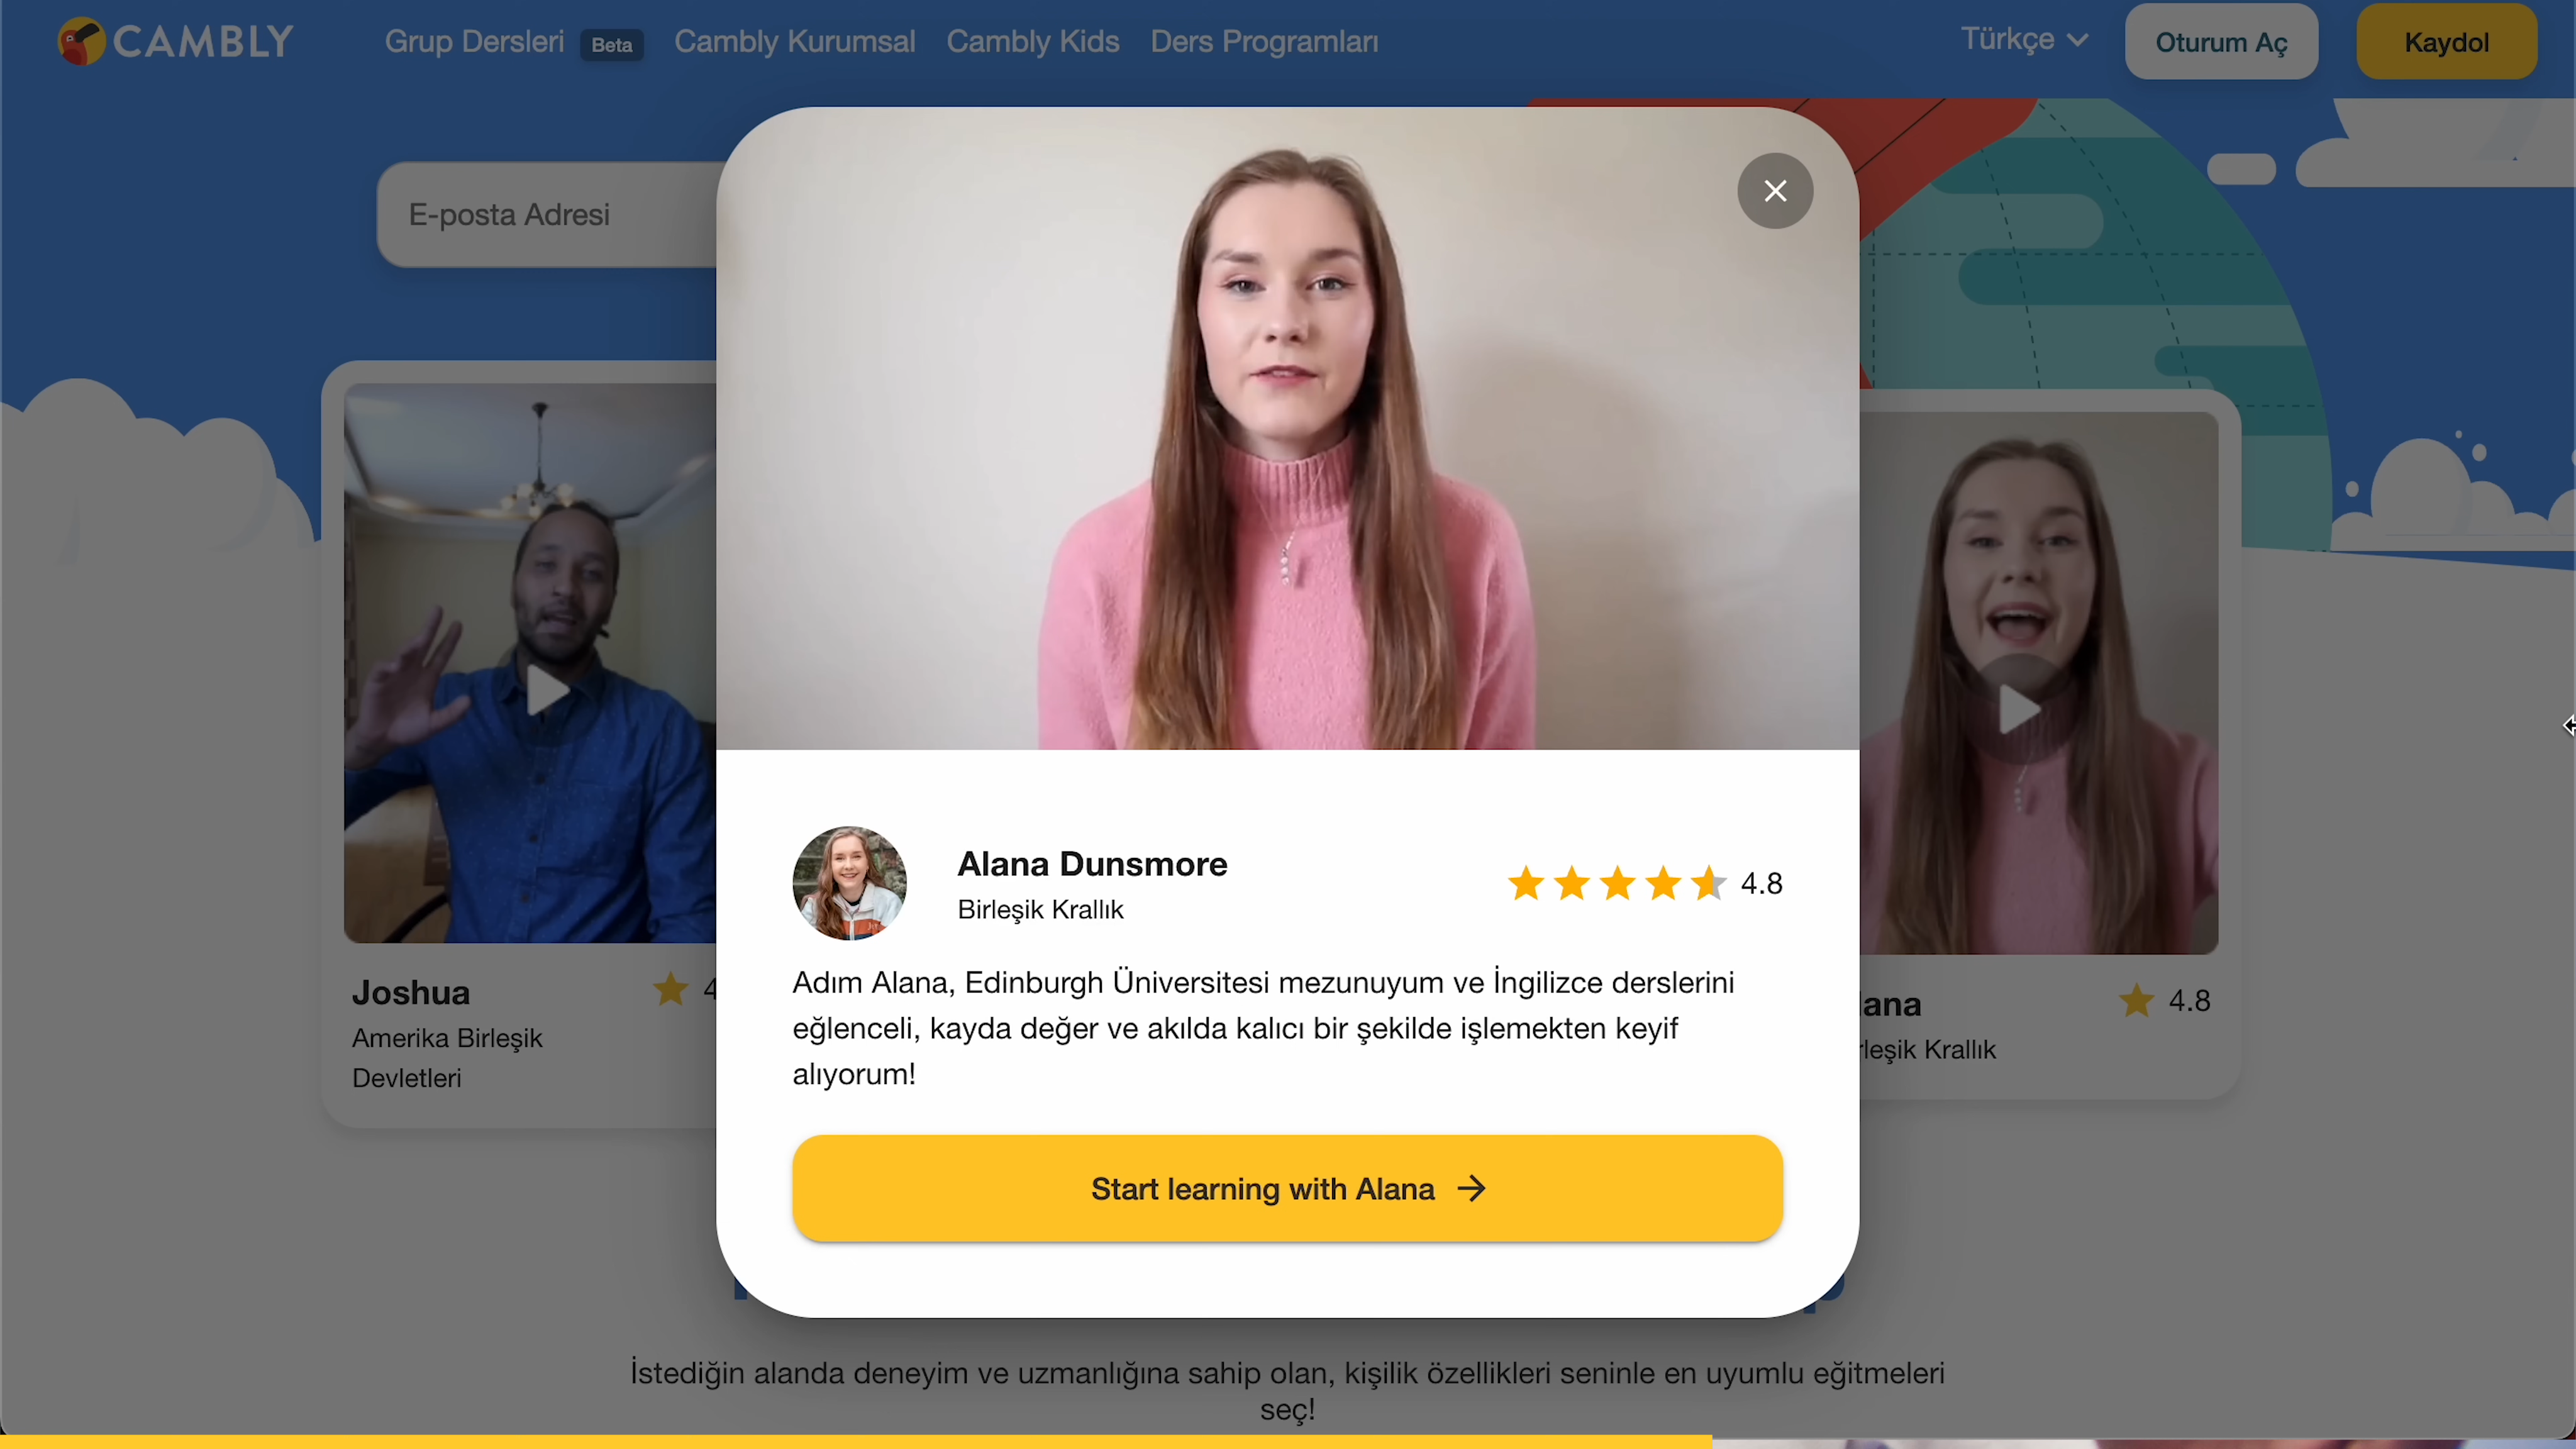 CAMBLY
Grup Dersleri Beta Cambly Kurumsal Cambly Kids Ders Programları
Türkçe
Oturum Aç
Kaydol
E-posta Adresi
Alana Dunsmore
Birleşik Krallık
4.8
Adım Alana, Edinburgh Üniversitesi mezunuyum ve İngilizce derslerini
eğlenceli, kayda değer ve akılda kalıcı bir şekilde işlemekten keyif
alıyorum!
Start learning with Alana
Joshua
4
Amerika Birleşik
Devletleri
lana
4.8
rleşik Krallık
İstediğin alanda deneyim ve uzmanlığına sahip olan, kişilik özellikleri seninle en uyumlu eğitmeleri
seç!